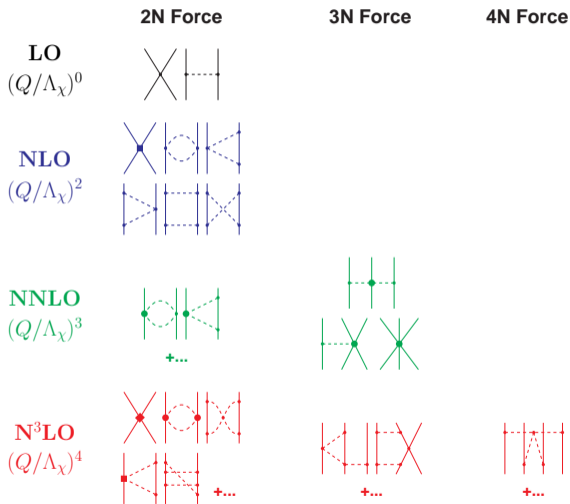 2N Force 3N Force 4N Force
LO
(Q/Λχ)⁰
NLO
(Q/Λχ)²
NNLO
(Q/Λχ)³
+...
N³LO
(Q/Λχ)⁴
+... +... +...